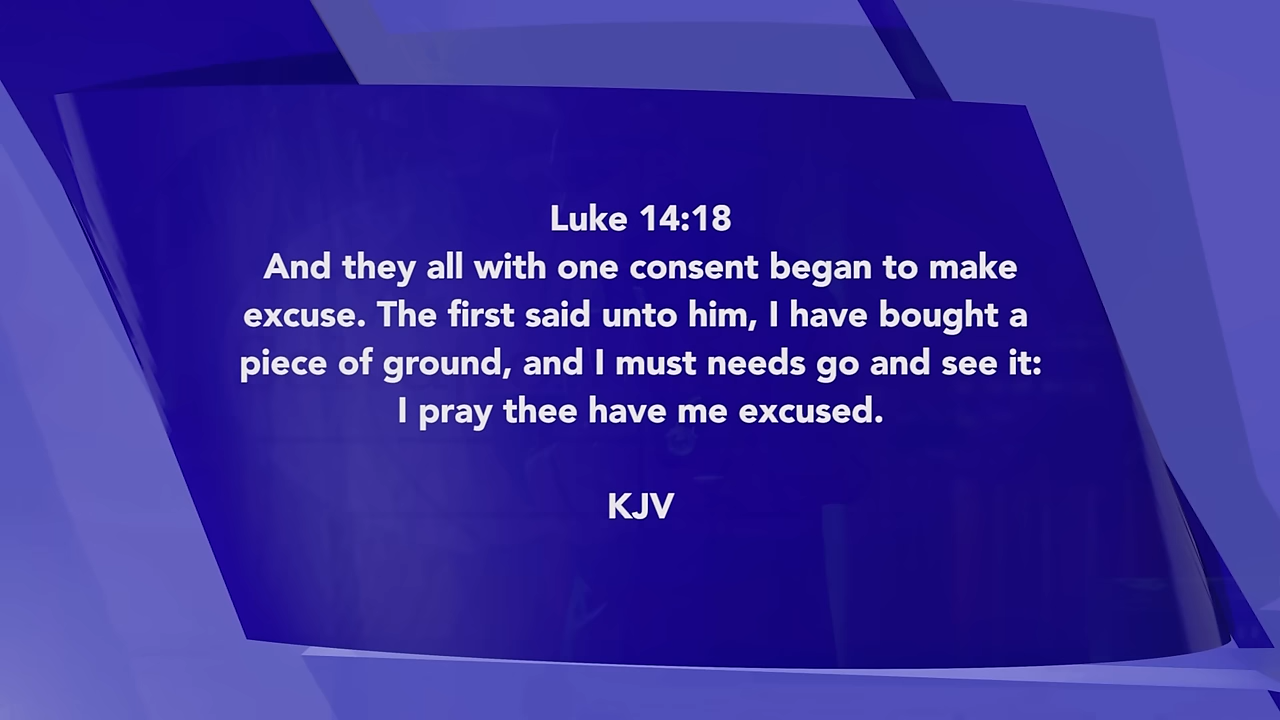 Luke 14:18
And they all with one consent began to make
excuse. The first said unto him, I have bought a
piece of ground, and I must needs go and see it:
I pray thee have me excused.
KJV